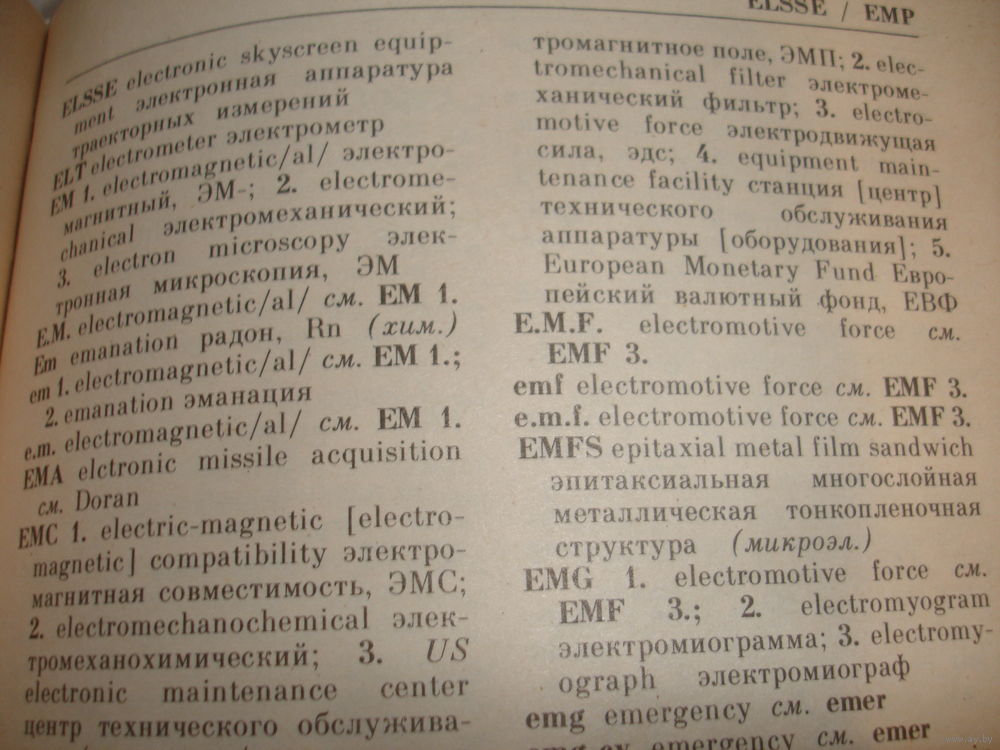 ELSSE / EMP
ELSSE electronic skyscreen equip-
ment электронная аппаратура
траекторных измерений
ELT electrometer электрометр
EM 1. electromagnetic/al/ электро-
магнитный, ЭМ-; 2. electrome-
chanical электромеханический;
3. electron microscopy элек-
тронная микроскопия, ЭМ
E.M. electromagnetic/al/ см. EM 1.
Em emanation радон, Rn (хим.)
em 1. electromagnetic/al/ см. EM 1.;
2. emanation эманация
e.m. electromagnetic/al/ см. EM 1.
EMA elctronic missile acquisition
см. Doran
EMC 1. electric-magnetic [electro-
magnetic] compatibility электро-
магнитная совместимость, ЭМС;
2. electromechanochemical элек-
тромеханохимический; 3. US
electronic maintenance center
центр технического обслужива-
тромагнитное поле, ЭМП; 2. elec-
tromechanical filter электроме-
ханический фильтр; 3. electro-
motive force электродвижущая
сила, эдс; 4. equipment main-
tenance facility станция [центр]
технического обслуживания
аппаратуры [оборудования]; 5.
European Monetary Fund Евро-
пейский валютный фонд, ЕВФ
E.M.F. electromotive force см.
EMF 3.
emf electromotive force см. EMF 3.
e.m.f. electromotive force см. EMF 3.
EMFS epitaxial metal film sandwich
эпитаксиальная многослойная
металлическая тонкопленочная
структура (микроэл.)
EMG 1. electromotive force см.
EMF 3.; 2. electromyogram
электромиограмма; 3. electromy-
ograph электромиограф
emg emergency см. emer
emergency см. emer
www.ay.by